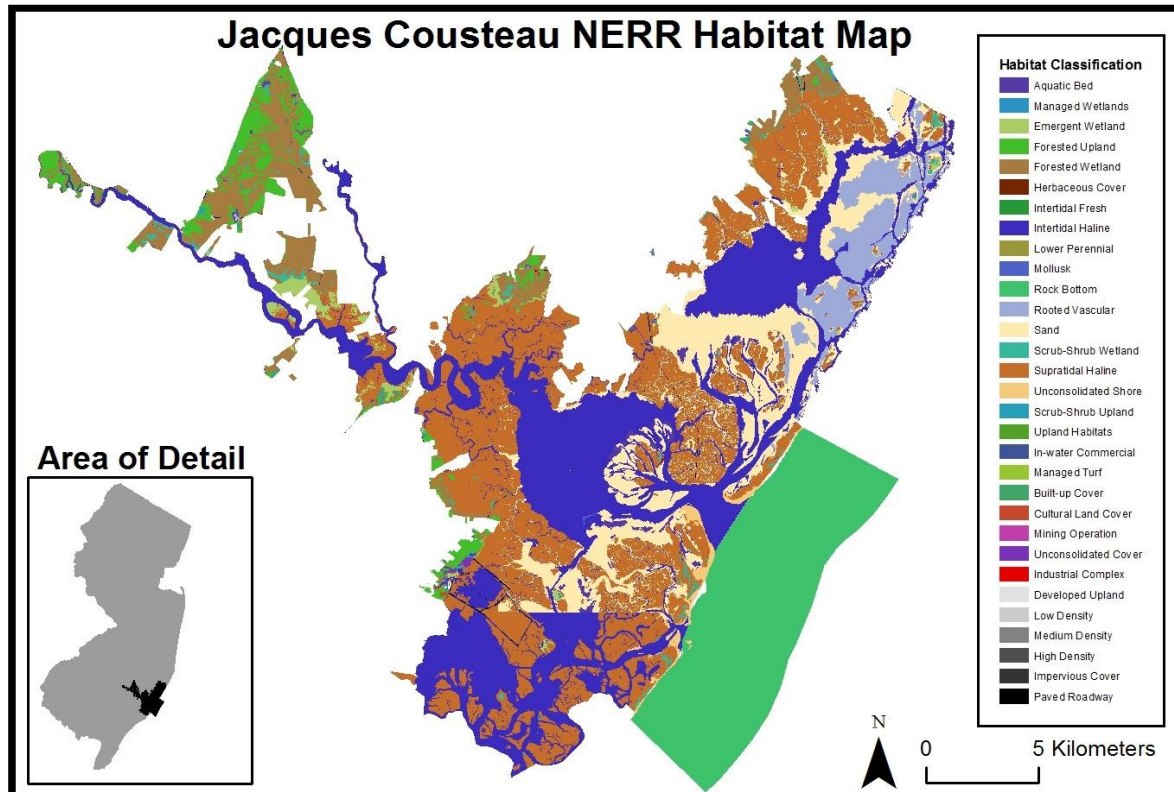 Jacques Cousteau NERR Habitat Map
Habitat Classification
Aquatic Bed
Managed Wetlands
Emergent Wetland
Forested Upland
Forested Wetland
Herbaceous Cover
Intertidal Fresh
Intertidal Haline
Lower Perennial
Mollusk
Rock Bottom
Rooted Vascular
Sand
Scrub-Shrub Wetland
Supratidal Haline
Unconsolidated Shore
Scrub-Shrub Upland
Upland Habitats
In-water Commercial
Managed Turf
Built-up Cover
Cultural Land Cover
Mining Operation
Unconsolidated Cover
Industrial Complex
Developed Upland
Low Density
Medium Density
High Density
Impervious Cover
Paved Roadway
Area of Detail
N
0 5 Kilometers